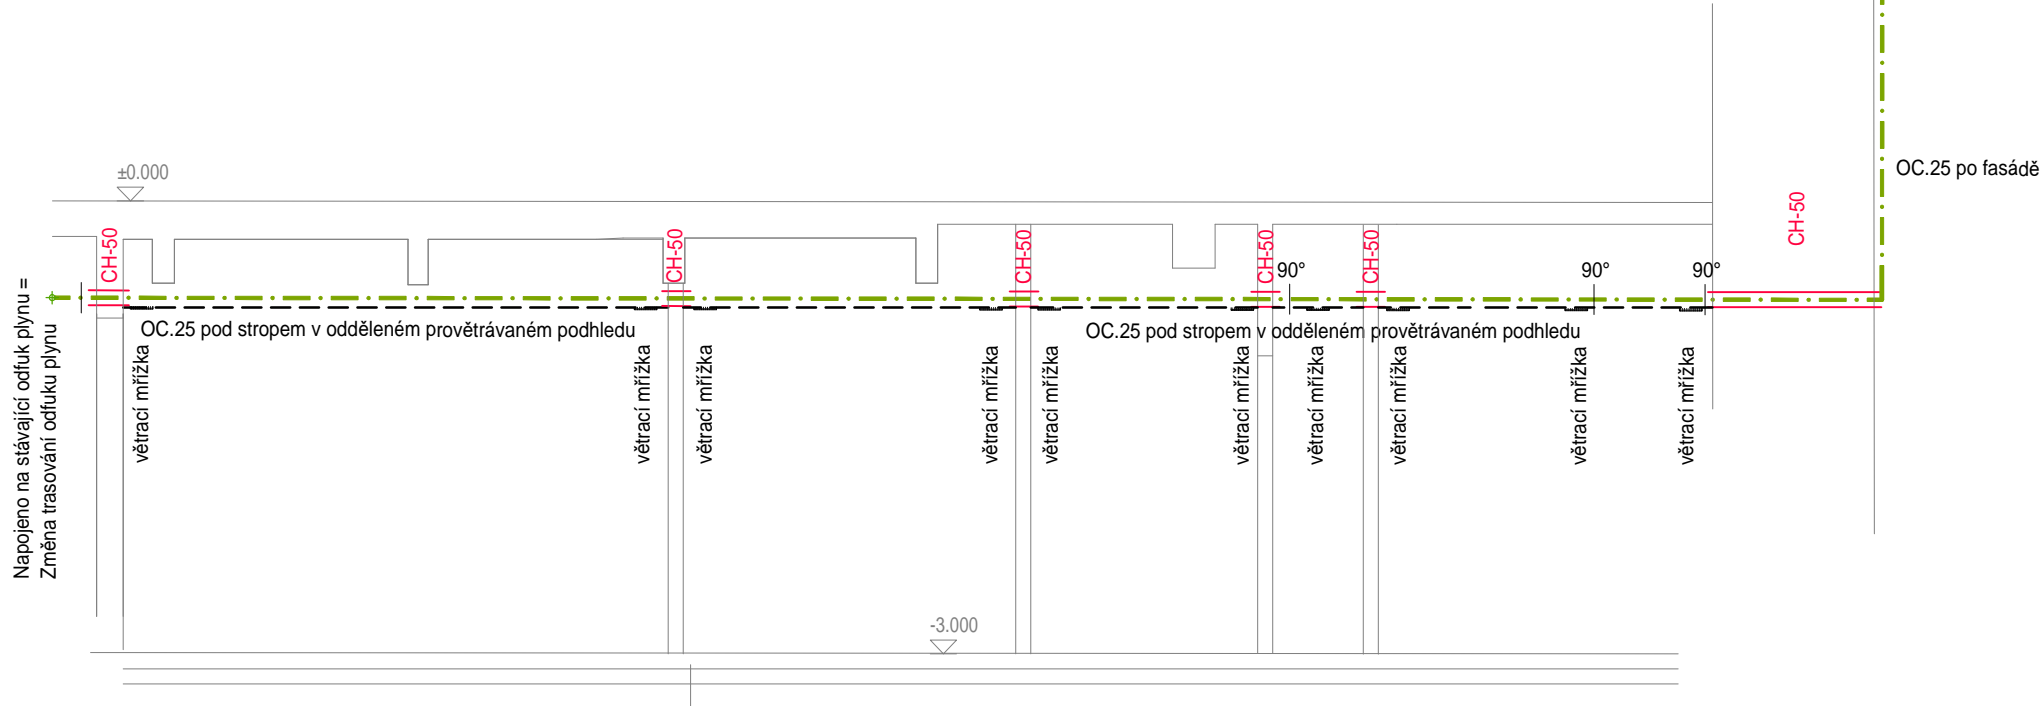 OC.25 po fasádě
±0.000
CH-50
CH-50
CH-50
CH-50
CH-50
CH-50
90°
90°
90°
Napojeno na stávající odfuk plynu =
Změna trasování odfuku plynu
OC.25 pod stropem v odděleném provětrávaném podhledu
OC.25 pod stropem v odděleném provětrávaném podhledu
větrací mřížka
větrací mřížka
větrací mřížka
větrací mřížka
větrací mřížka
větrací mřížka
větrací mřížka
větrací mřížka
větrací mřížka
větrací mřížka
-3.000